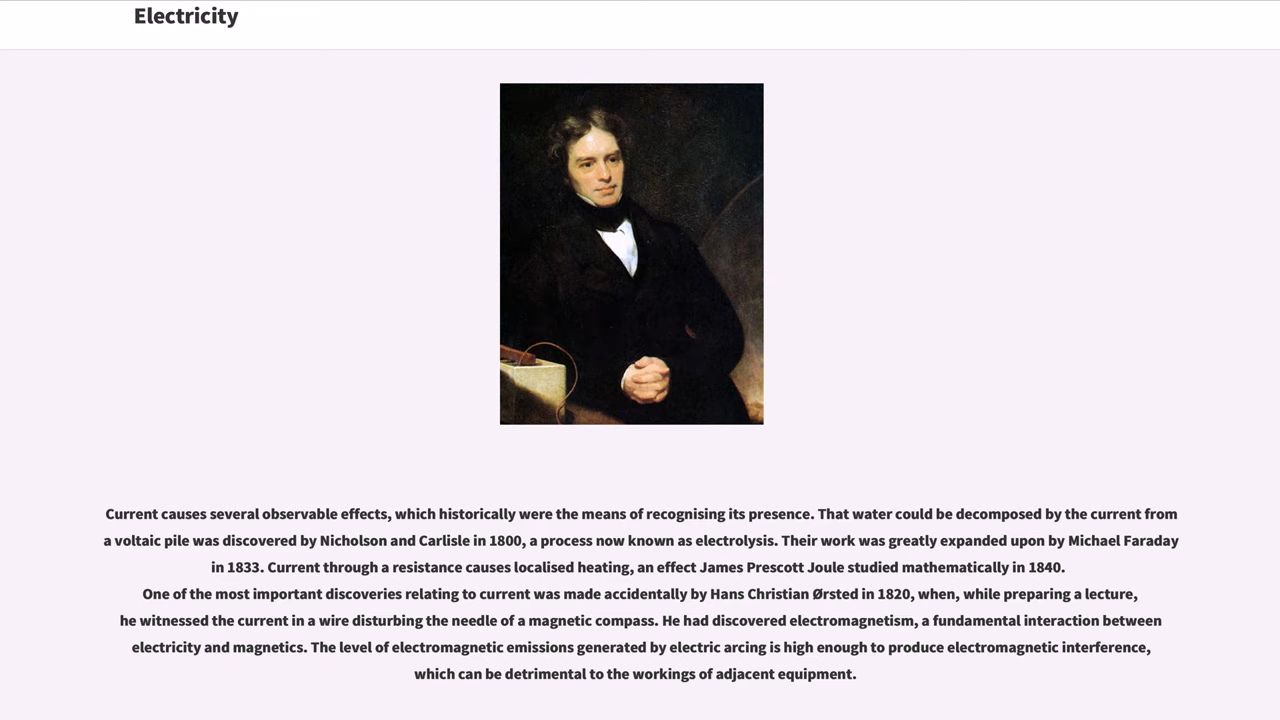 Electricity
Current causes several observable effects, which historically were the means of recognising its presence. That water could be decomposed by the current from
a voltaic pile was discovered by Nicholson and Carlisle in 1800, a process now known as electrolysis. Their work was greatly expanded upon by Michael Faraday
in 1833. Current through a resistance causes localised heating, an effect James Prescott Joule studied mathematically in 1840.
One of the most important discoveries relating to current was made accidentally by Hans Christian Ørsted in 1820, when, while preparing a lecture,
he witnessed the current in a wire disturbing the needle of a magnetic compass. He had discovered electromagnetism, a fundamental interaction between
electricity and magnetics. The level of electromagnetic emissions generated by electric arcing is high enough to produce electromagnetic interference,
which can be detrimental to the workings of adjacent equipment.